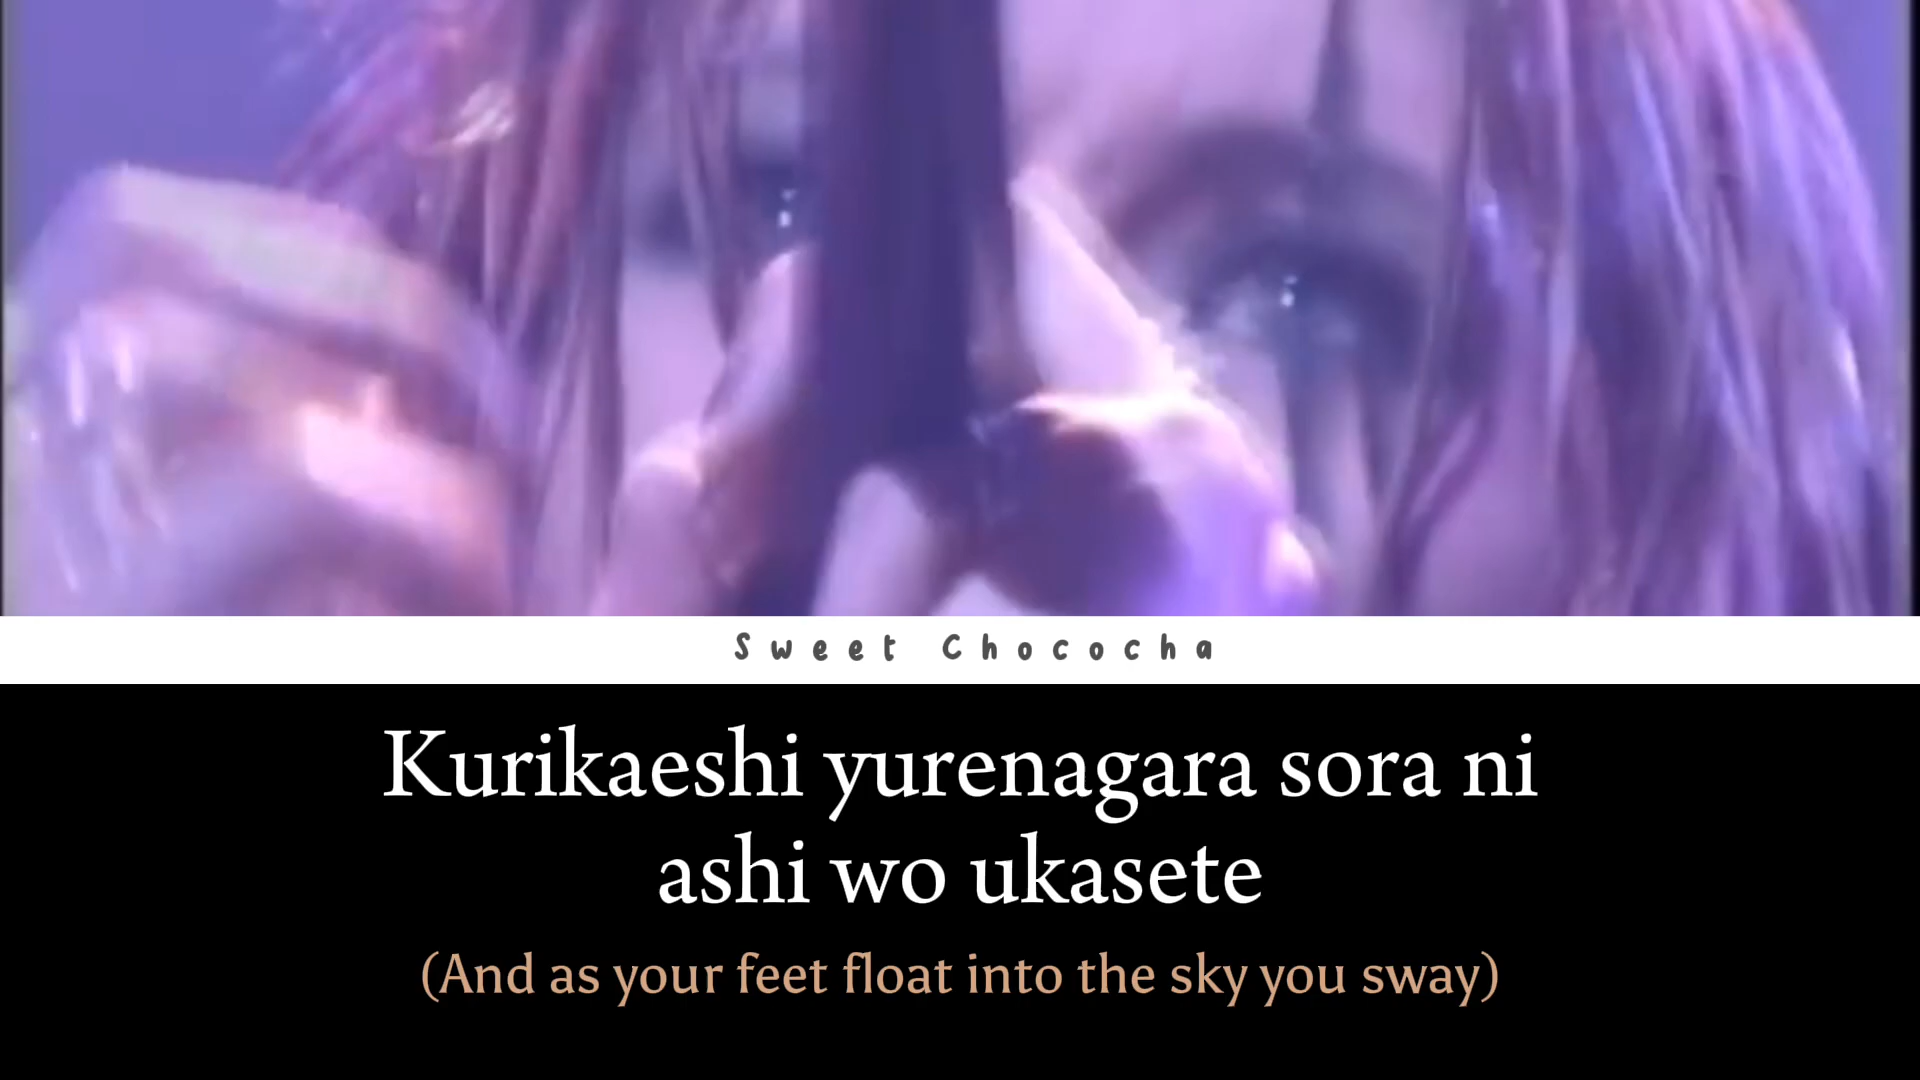 Sweet Chococha
Kurikaeshi yurenagara sora ni
ashi wo ukasete
(And as your feet float into the sky you sway)